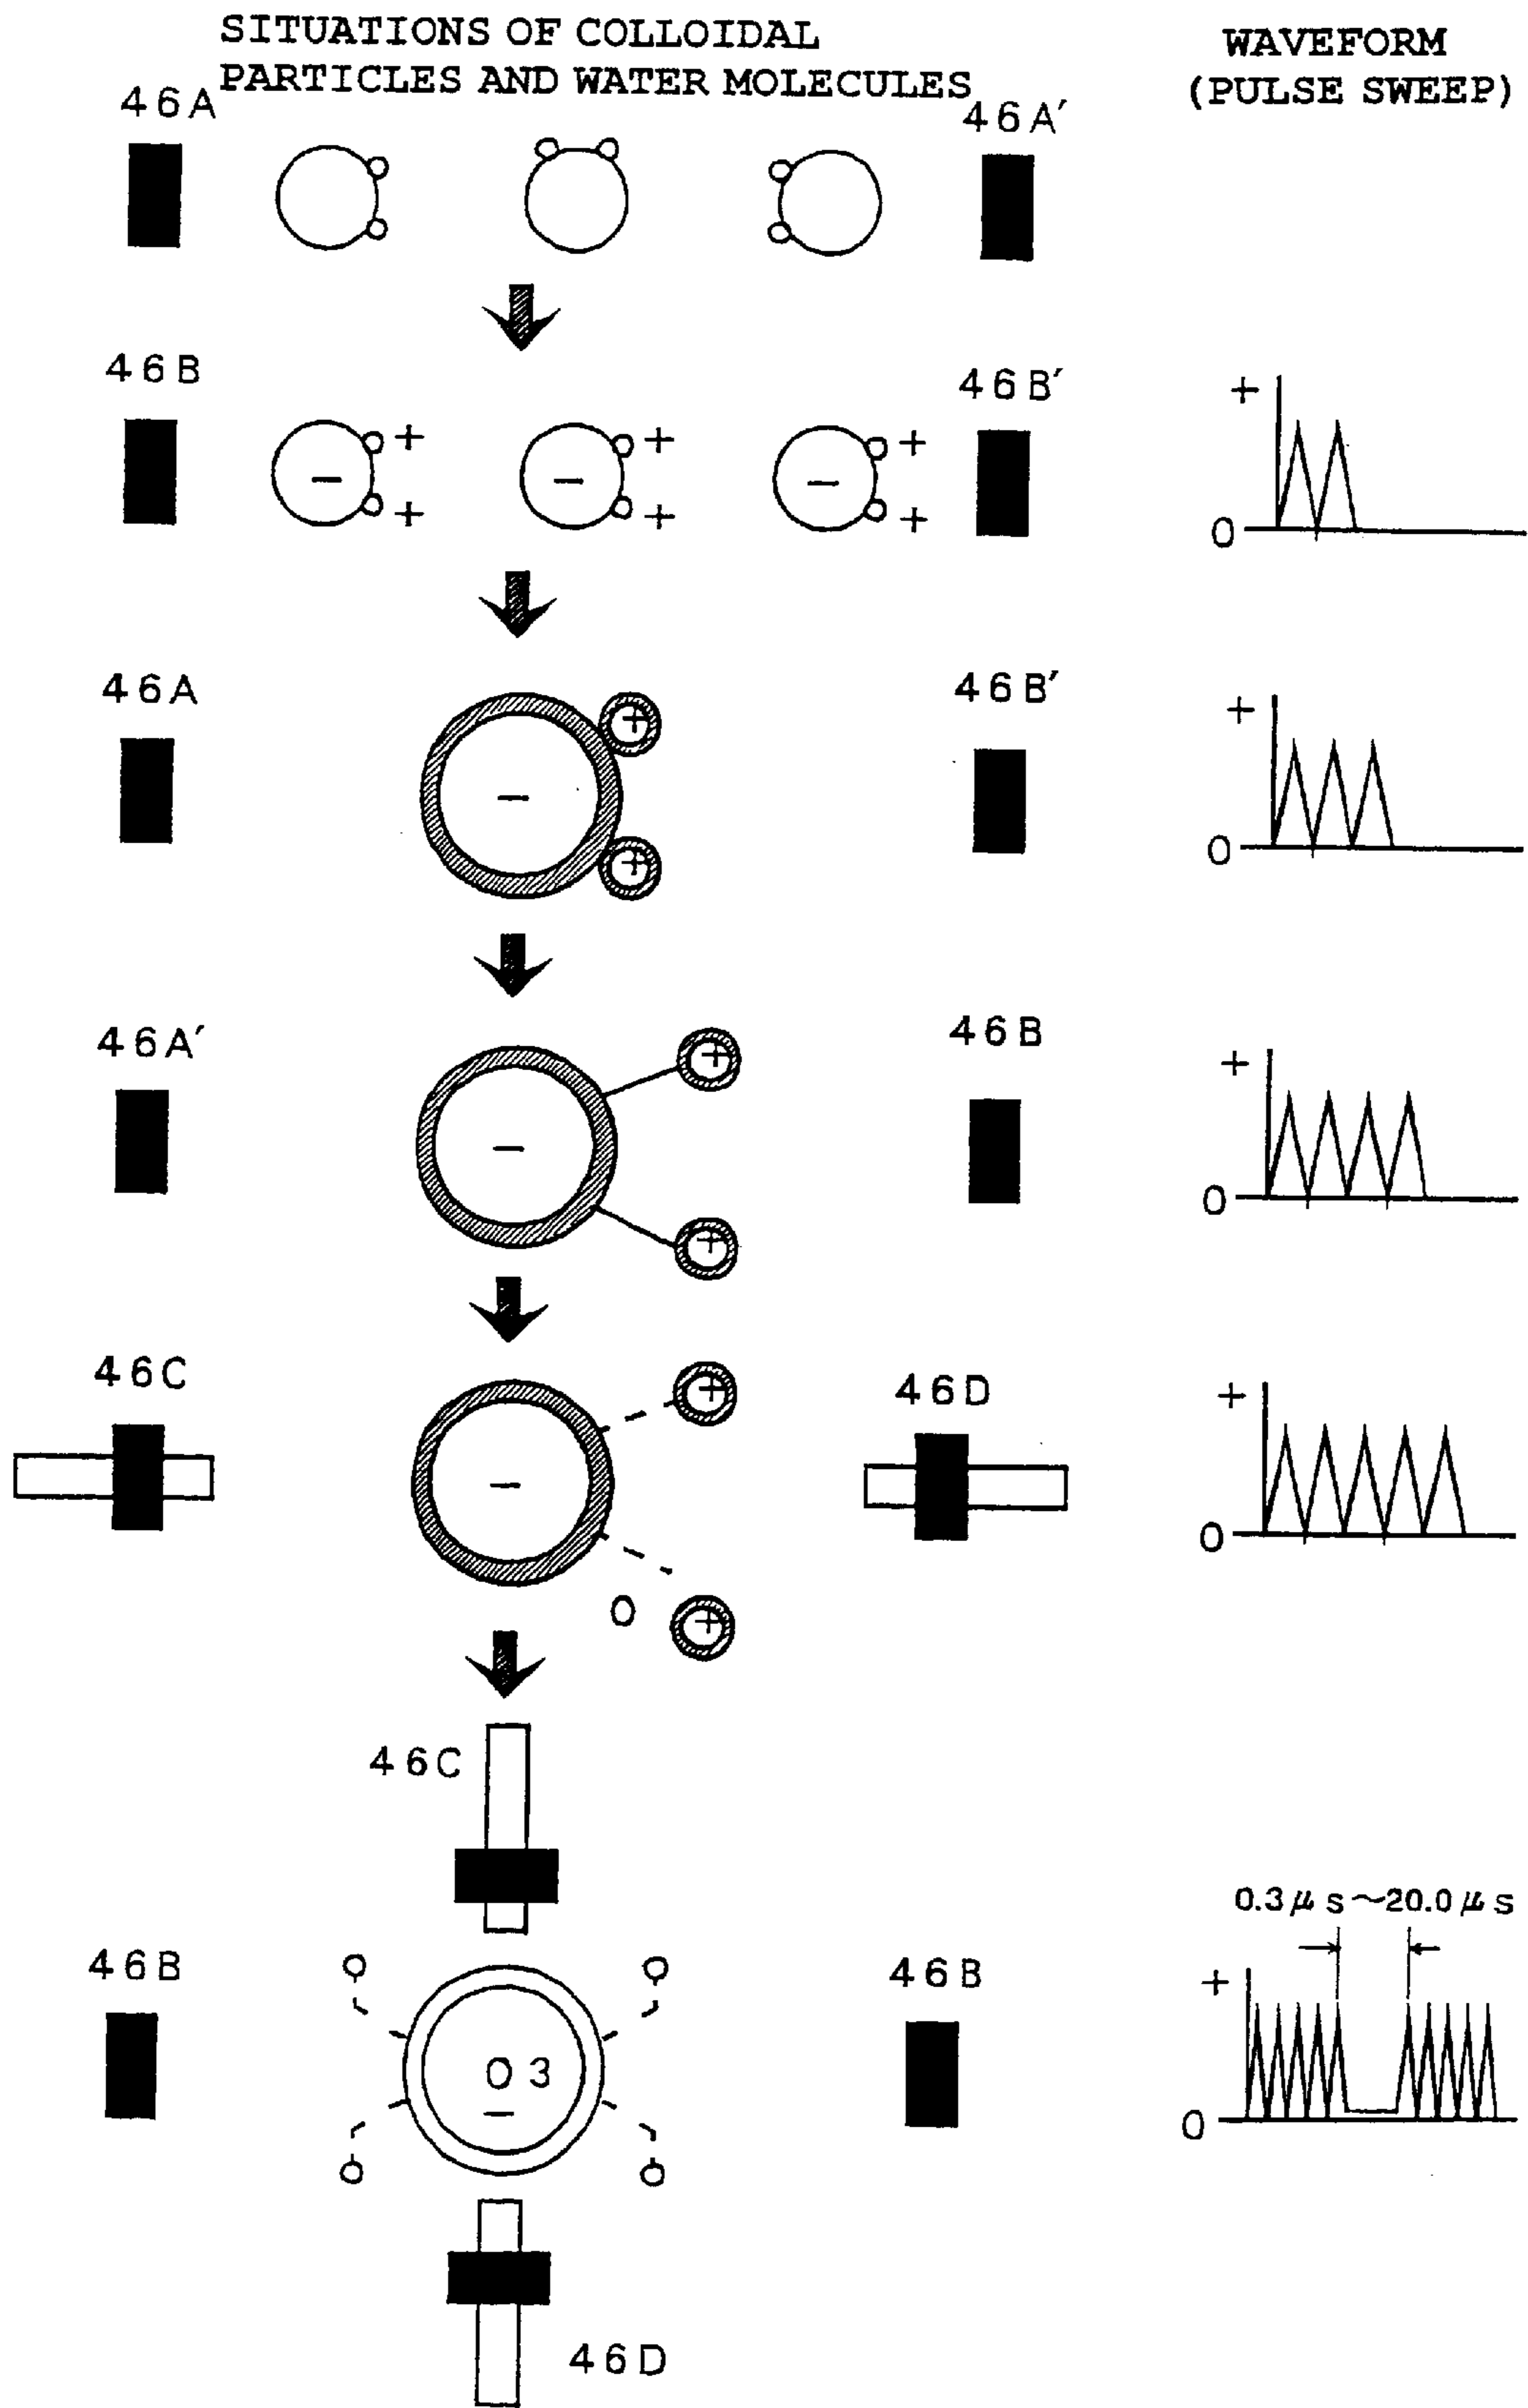 SITUATIONS OF COLLOIDAL
PARTICLES AND WATER MOLECULES
WAVEFORM
(PULSE SWEEP)
46A
46A′
46B
46B′
- + +
- + +
- + +
+
0
46A
46B′
- + +
+
0
46A′
46B
- + +
+
0
46C
46D
- + +
O
+
0
46C
46B
46B
O3
-
0.3μs~20.0μs
+
0
46D